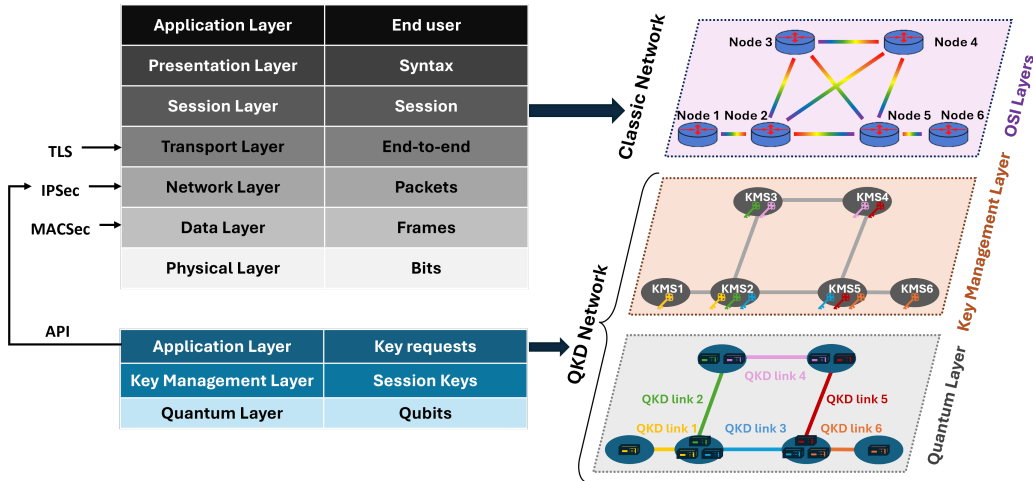 Application Layer End user
Presentation Layer Syntax
Session Layer Session
Transport Layer End-to-end
Network Layer Packets
Data Layer Frames
Physical Layer Bits
TLS
IPSec
MACSec
API
Application Layer Key requests
Key Management Layer Session Keys
Quantum Layer Qubits
Classic Network
Node 3
Node 4
Node 1
Node 2
Node 5
Node 6
OSI Layers
QKD Network
KMS3
KMS4
KMS1
KMS2
KMS5
KMS6
Key Management Layer
QKD link 4
QKD link 2
QKD link 5
QKD link 1
QKD link 3
QKD link 6
Quantum Layer